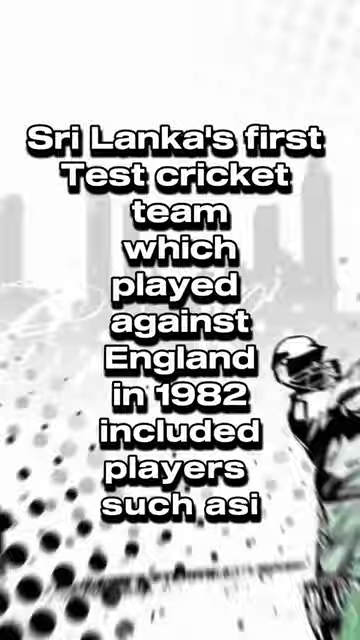 Sri Lanka's first
Test cricket
team
which
played
against
England
in 1982
included
players
such asi